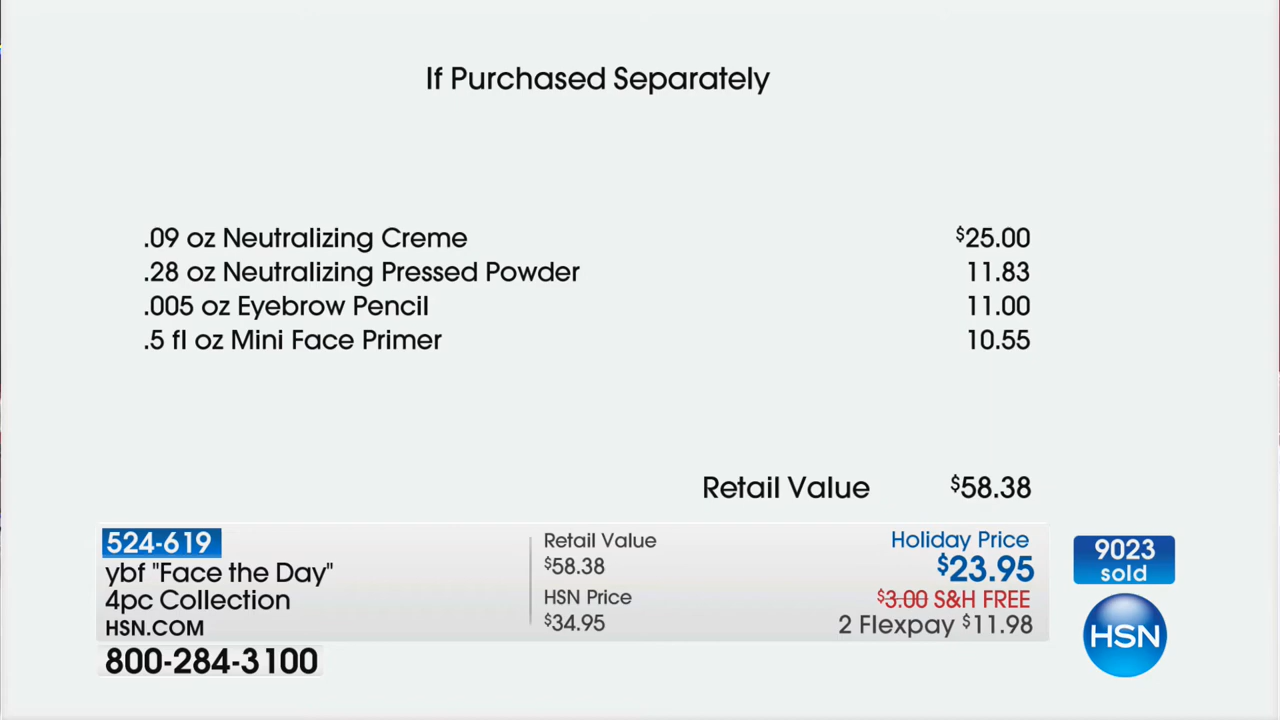 If Purchased Separately
.09 oz Neutralizing Creme $25.00
.28 oz Neutralizing Pressed Powder 11.83
.005 oz Eyebrow Pencil 11.00
.5 fl oz Mini Face Primer 10.55
Retail Value $58.38
524-619
ybf "Face the Day"
4pc Collection
HSN.COM
800-284-3100
Retail Value
$58.38
HSN Price
$34.95
Holiday Price
$23.95
$3.00 S&H FREE
2 Flexpay $11.98
9023
sold
HSN